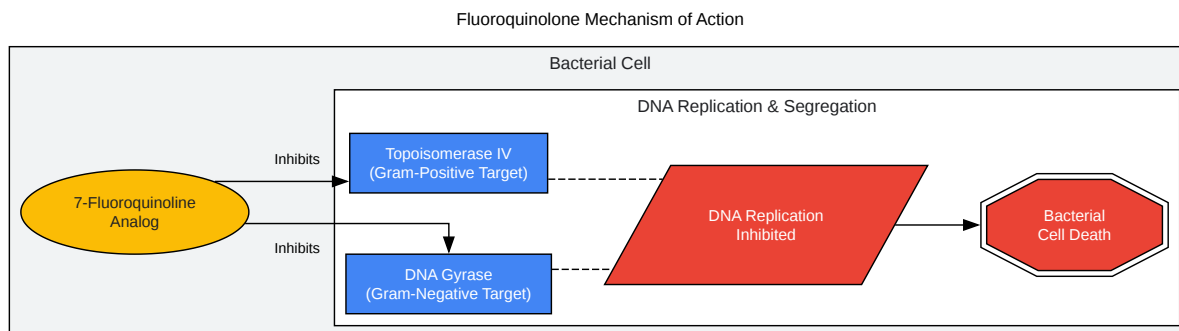 Fluoroquinolone Mechanism of Action
Bacterial Cell
DNA Replication & Segregation
7-Fluoroquinoline
Analog
Inhibits
Inhibits
Topoisomerase IV
(Gram-Positive Target)
DNA Gyrase
(Gram-Negative Target)
DNA Replication
Inhibited
Bacterial
Cell Death